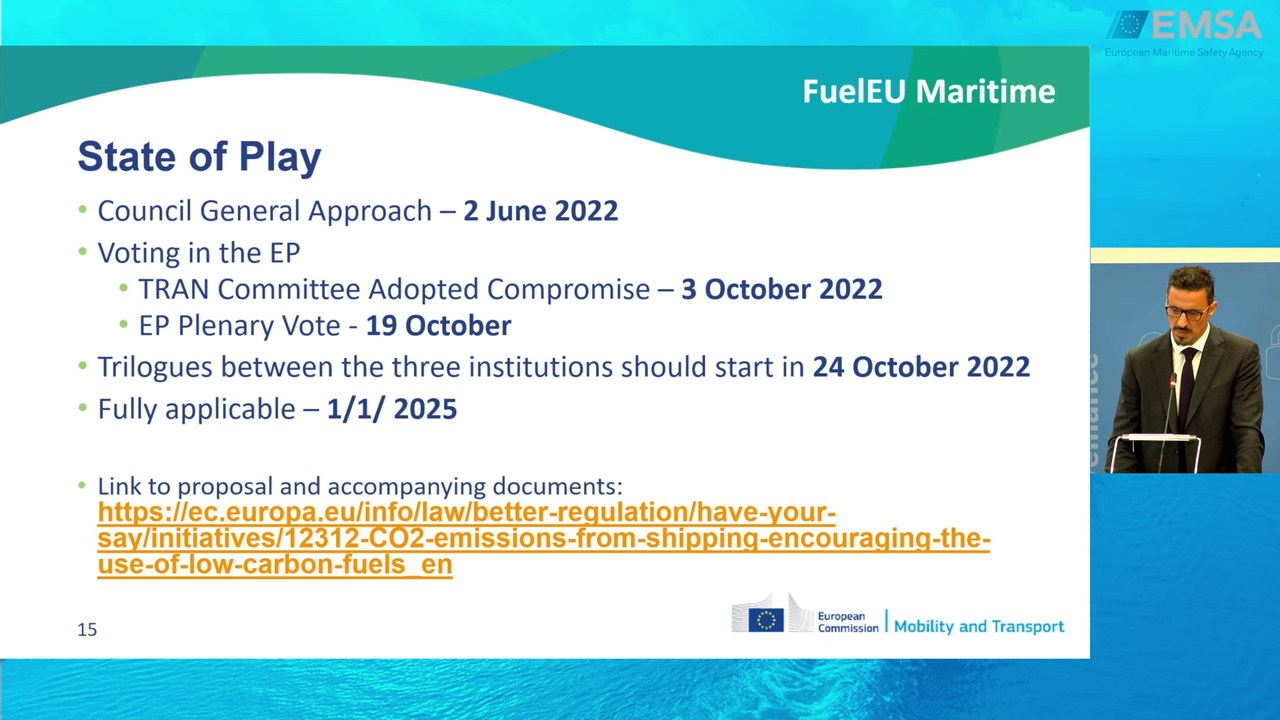 EMSA
European Maritime Safety Agency
FuelEU Maritime
State of Play
• Council General Approach – 2 June 2022
• Voting in the EP
• TRAN Committee Adopted Compromise – 3 October 2022
• EP Plenary Vote - 19 October
• Trilogues between the three institutions should start in 24 October 2022
• Fully applicable – 1/1/ 2025
• Link to proposal and accompanying documents:
https://ec.europa.eu/info/law/better-regulation/have-your-
say/initiatives/12312-CO2-emissions-from-shipping-encouraging-the-
use-of-low-carbon-fuels_en
15
European
Commission
Mobility and Transport